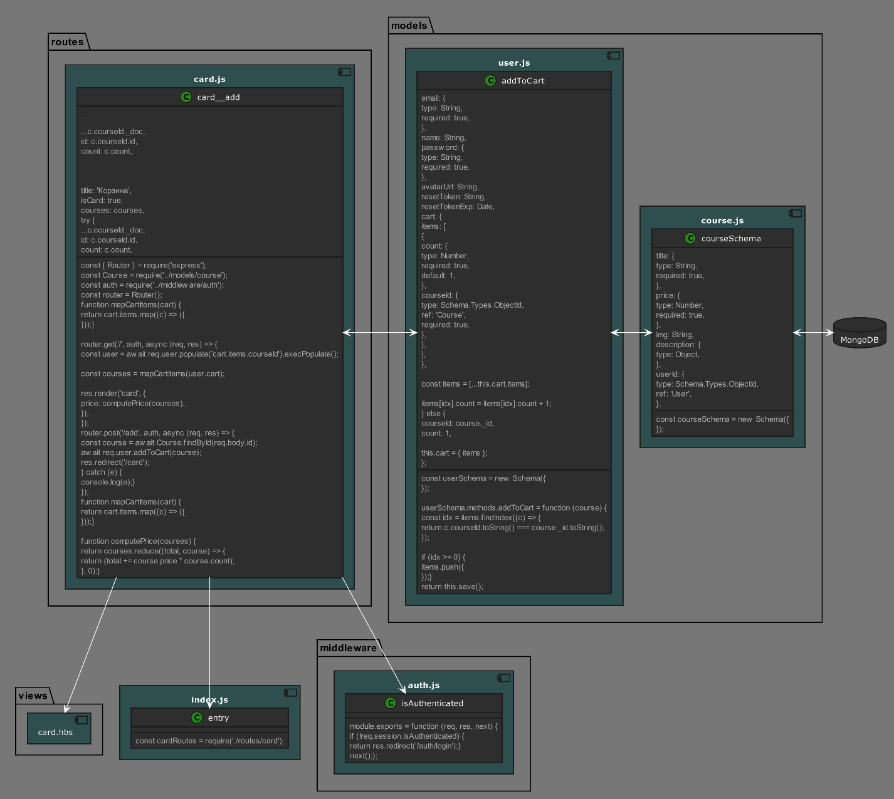 routes
card.js
C card__add
...c.courseId._doc,
id: c.courseId.id,
count: c.count,
title: 'Корзина',
isCard: true,
courses: courses,
try {
...c.courseId._doc,
id: c.courseId.id,
count: c.count,
const { Router } = require('express');
const Course = require('../models/course');
const auth = require('../middleware/auth');
const router = Router();
function mapCartItems(cart) {
return cart.items.map((c) => ({
}));}
router.get('/', auth, async (req, res) => {
const user = await req.user.populate('cart.items.courseId').execPopulate();
const courses = mapCartItems(user.cart);
res.render('card', {
price: computePrice(courses),
});
});
router.post('/add', auth, async (req, res) => {
const course = await Course.findById(req.body.id);
await req.user.addToCart(course);
res.redirect('/card');
} catch (e) {
console.log(e);}
});
function mapCartItems(cart) {
return cart.items.map((c) => ({
}));}
function computePrice(courses) {
return courses.reduce((total, course) => {
return (total += course.price * course.count);
}, 0);}
models
user.js
C addToCart
email: {
type: String,
required: true,
},
name: String,
password: {
type: String,
required: true,
},
avatarUrl: String,
resetToken: String,
resetTokenExp: Date,
cart: {
items: [
{
count: {
type: Number,
required: true,
default: 1,
},
courseId: {
type: Schema.Types.ObjectId,
ref: 'Course',
required: true,
},
},
],
},
const items = [...this.cart.items];
items[idx].count = items[idx].count + 1;
} else {
courseId: course._id,
count: 1,
this.cart = { items };
};
const userSchema = new Schema({
});
userSchema.methods.addToCart = function (course) {
const idx = items.findIndex((c) => {
return c.courseId.toString() === course._id.toString();
});
if (idx >= 0) {
items.push({
});}
return this.save();
course.js
C courseSchema
title: {
type: String,
required: true,
},
price: {
type: Number,
required: true,
},
img: String,
description: {
type: Object,
},
userId: {
type: Schema.Types.ObjectId,
ref: 'User',
},
const courseSchema = new Schema({
});
MongoDB
views
card.hbs
index.js
C entry
const cardRoutes = require('./routes/card');
middleware
auth.js
C isAuthenticated
module.exports = function (req, res, next) {
if (!req.session.isAuthenticated) {
return res.redirect('/auth/login');}
next();};